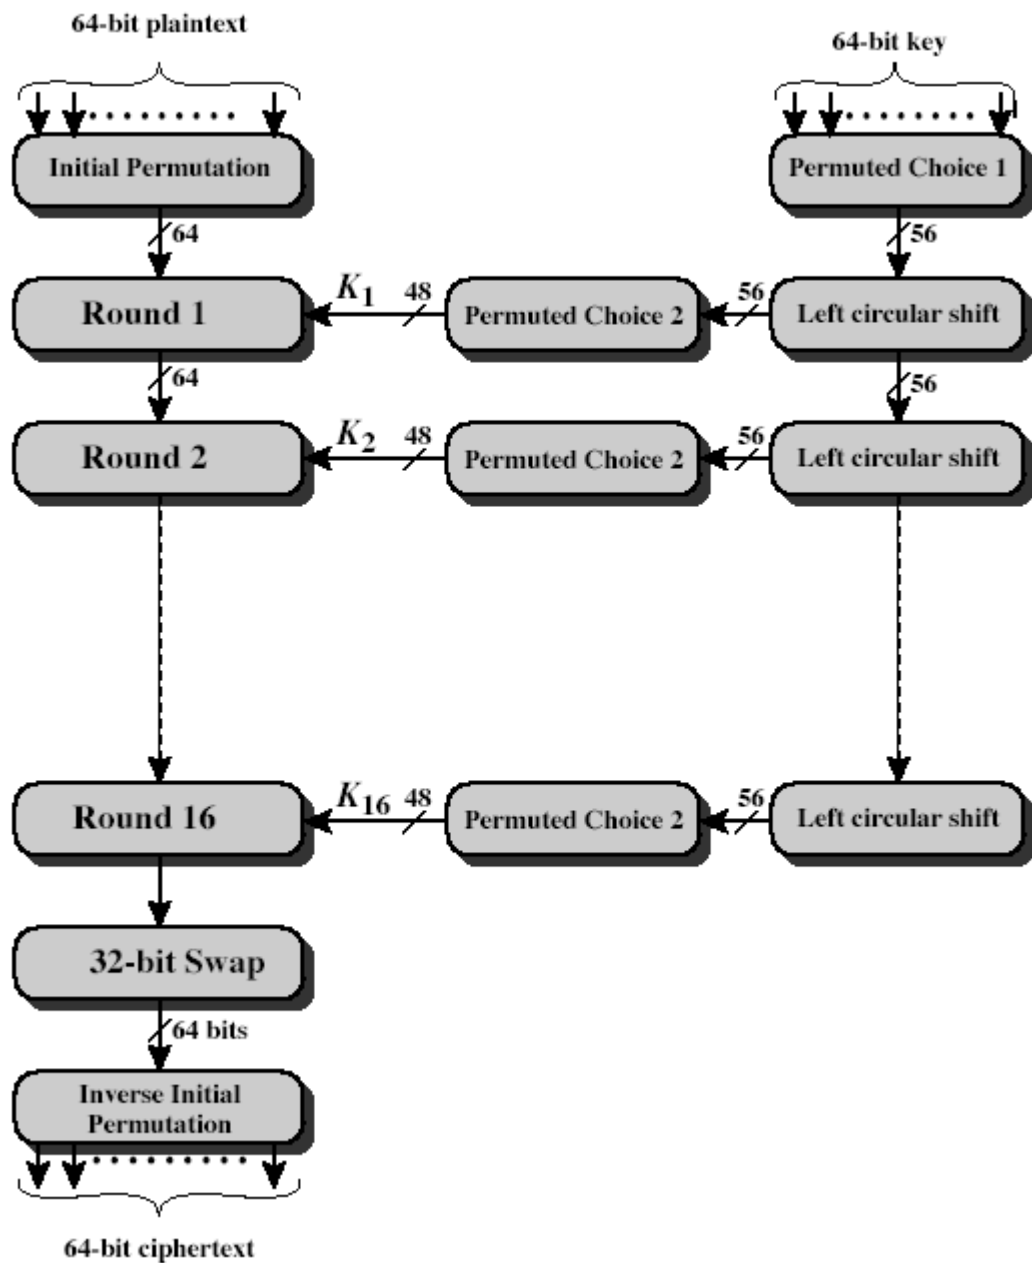 64-bit plaintext
64-bit key
Initial Permutation
Permuted Choice 1
64
56
Round 1
K1
48
Permuted Choice 2
56
Left circular shift
64
56
Round 2
K2
48
Permuted Choice 2
56
Left circular shift
Round 16
K16
48
Permuted Choice 2
56
Left circular shift
32-bit Swap
64 bits
Inverse Initial
Permutation
64-bit ciphertext